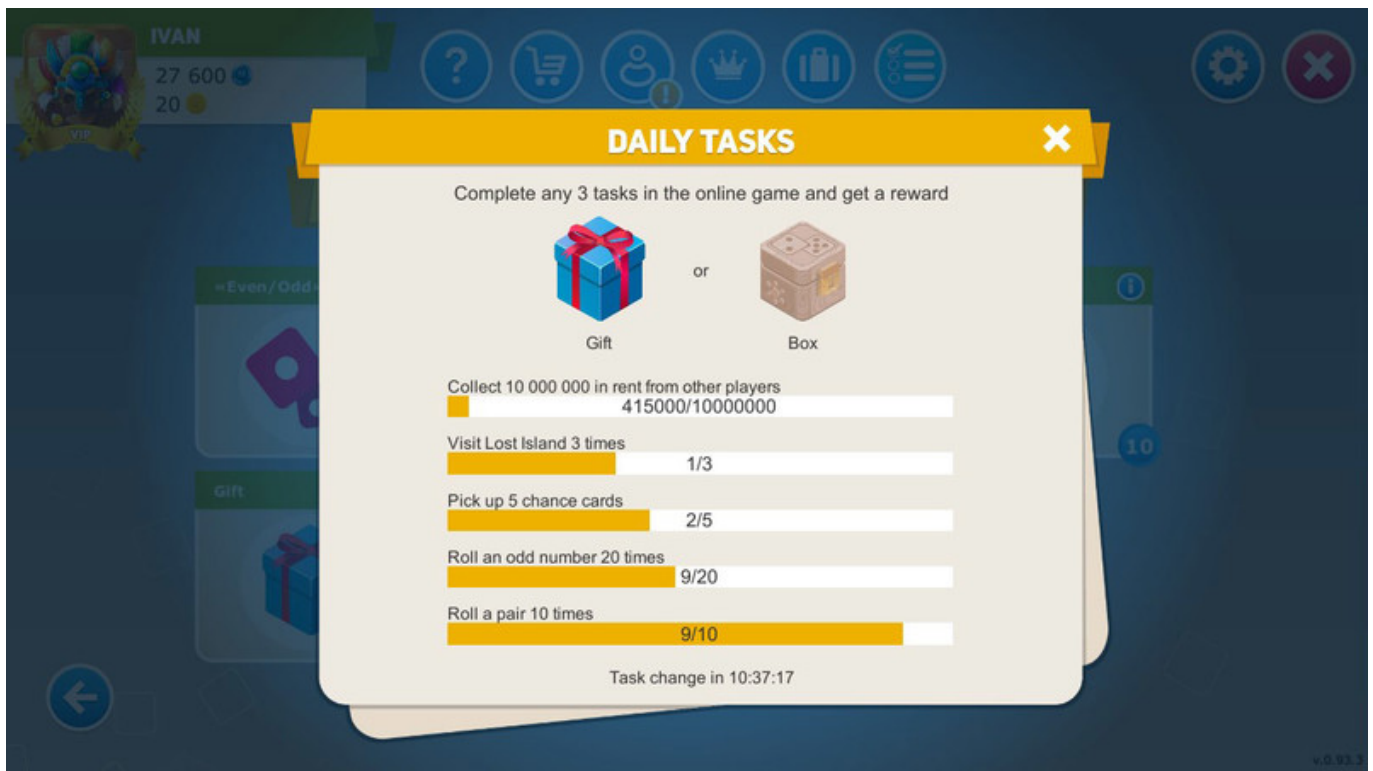 IVAN
27 600
20
VIP
DAILY TASKS
Complete any 3 tasks in the online game and get a reward
or
Gift
Box
«Even/Odd»
Collect 10 000 000 in rent from other players
415000/10000000
Visit Lost Island 3 times
1/3
10
Gift
Pick up 5 chance cards
2/5
Roll an odd number 20 times
9/20
Roll a pair 10 times
9/10
Task change in 10:37:17
v.0.93.3